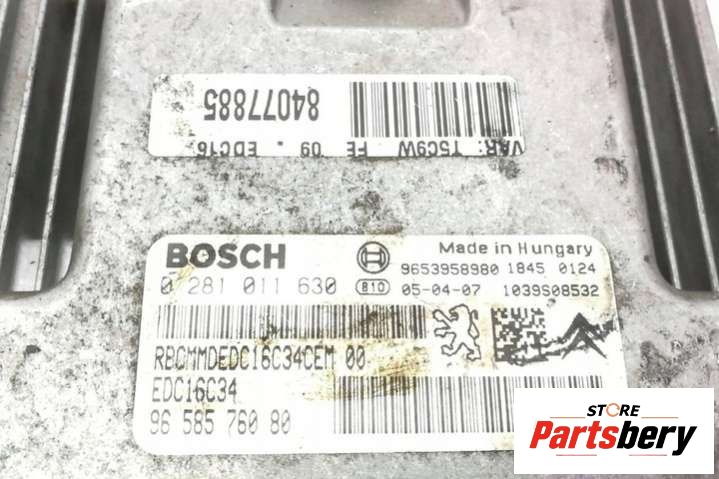 84077885
VAR: T5C9W FE 09 . EDC16
BOSCH
Made in Hungary
0 281 011 630
9653958980 1845 0124
810 05-04-07 1039S08532
RBCMMDEDC16C34CEM 00
EDC16C34
96 585 760 80
STORE
Partsbery